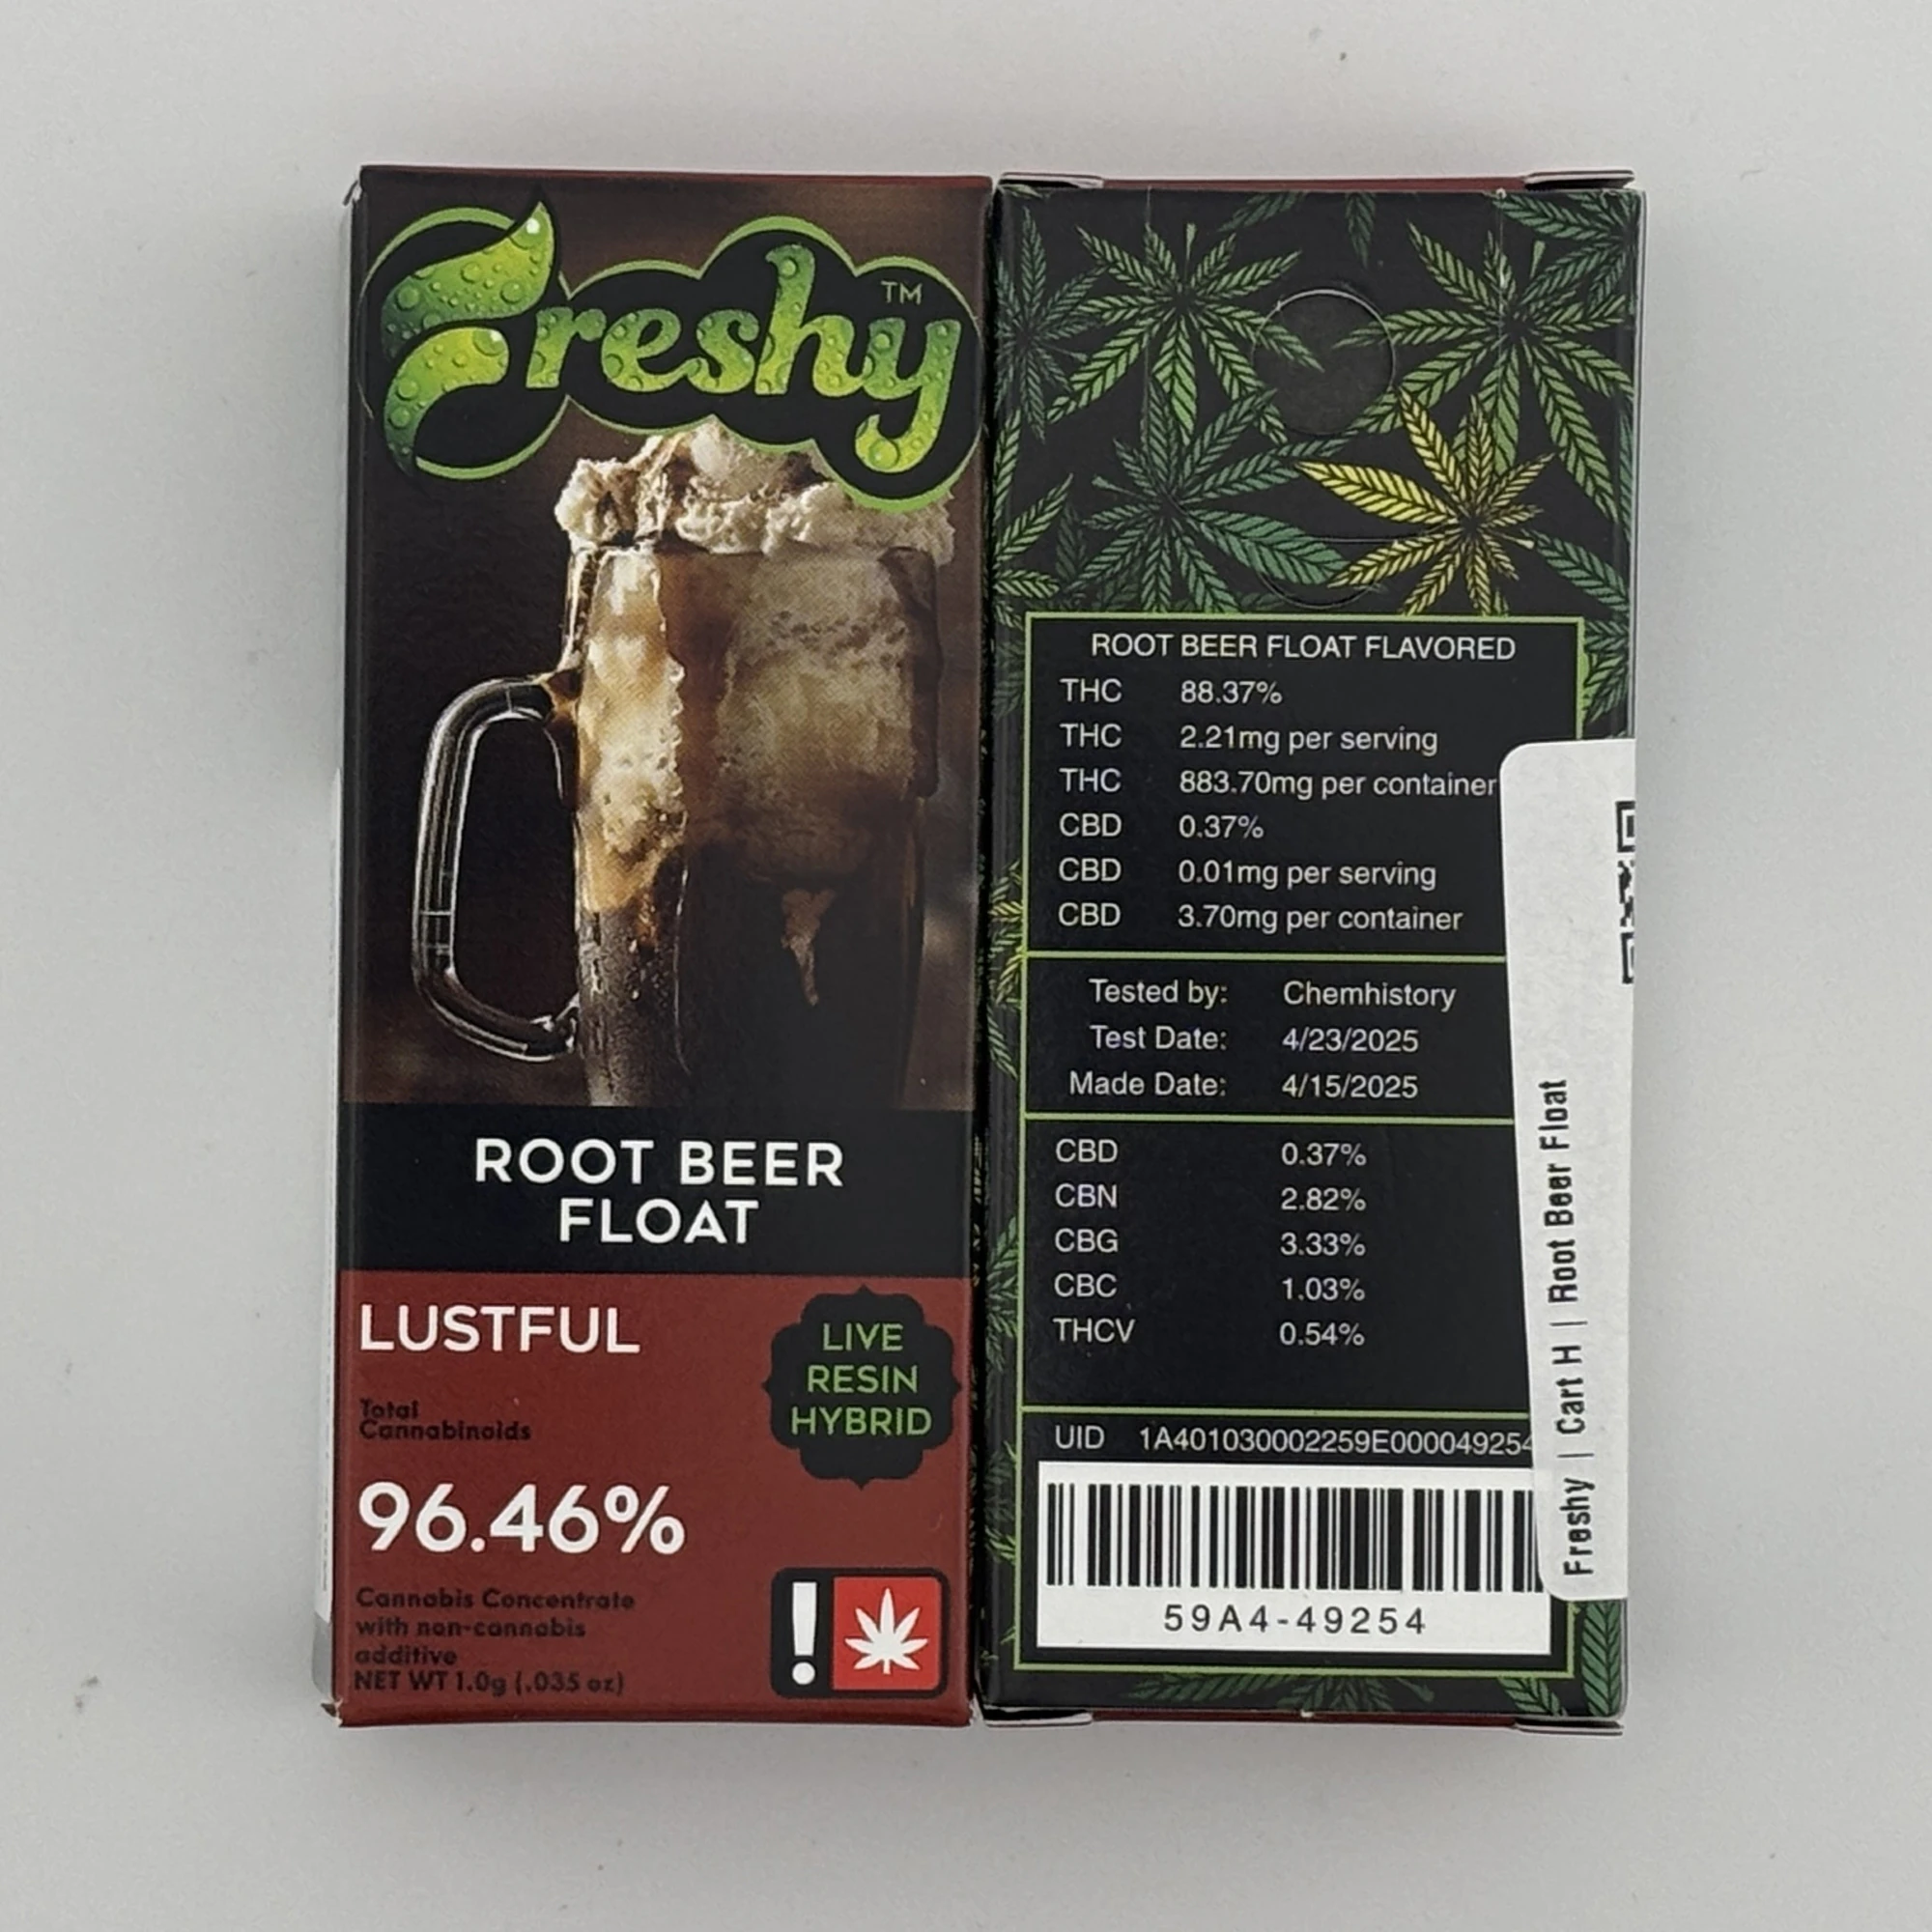 Freshy™
ROOT BEER
FLOAT
LUSTFUL
LIVE
RESIN
HYBRID
Total
Cannabinoids
96.46%
Cannabis Concentrate
with non-cannabis
additive
NET WT 1.0g (.035 oz)
!
ROOT BEER FLOAT FLAVORED
THC 88.37%
THC 2.21mg per serving
THC 883.70mg per container
CBD 0.37%
CBD 0.01mg per serving
CBD 3.70mg per container
Tested by: Chemhistory
Test Date: 4/23/2025
Made Date: 4/15/2025
CBD 0.37%
CBN 2.82%
CBG 3.33%
CBC 1.03%
THCV 0.54%
UID 1A401030002259E000049254
59A4-49254
Freshy | Cart H | Root Beer Float